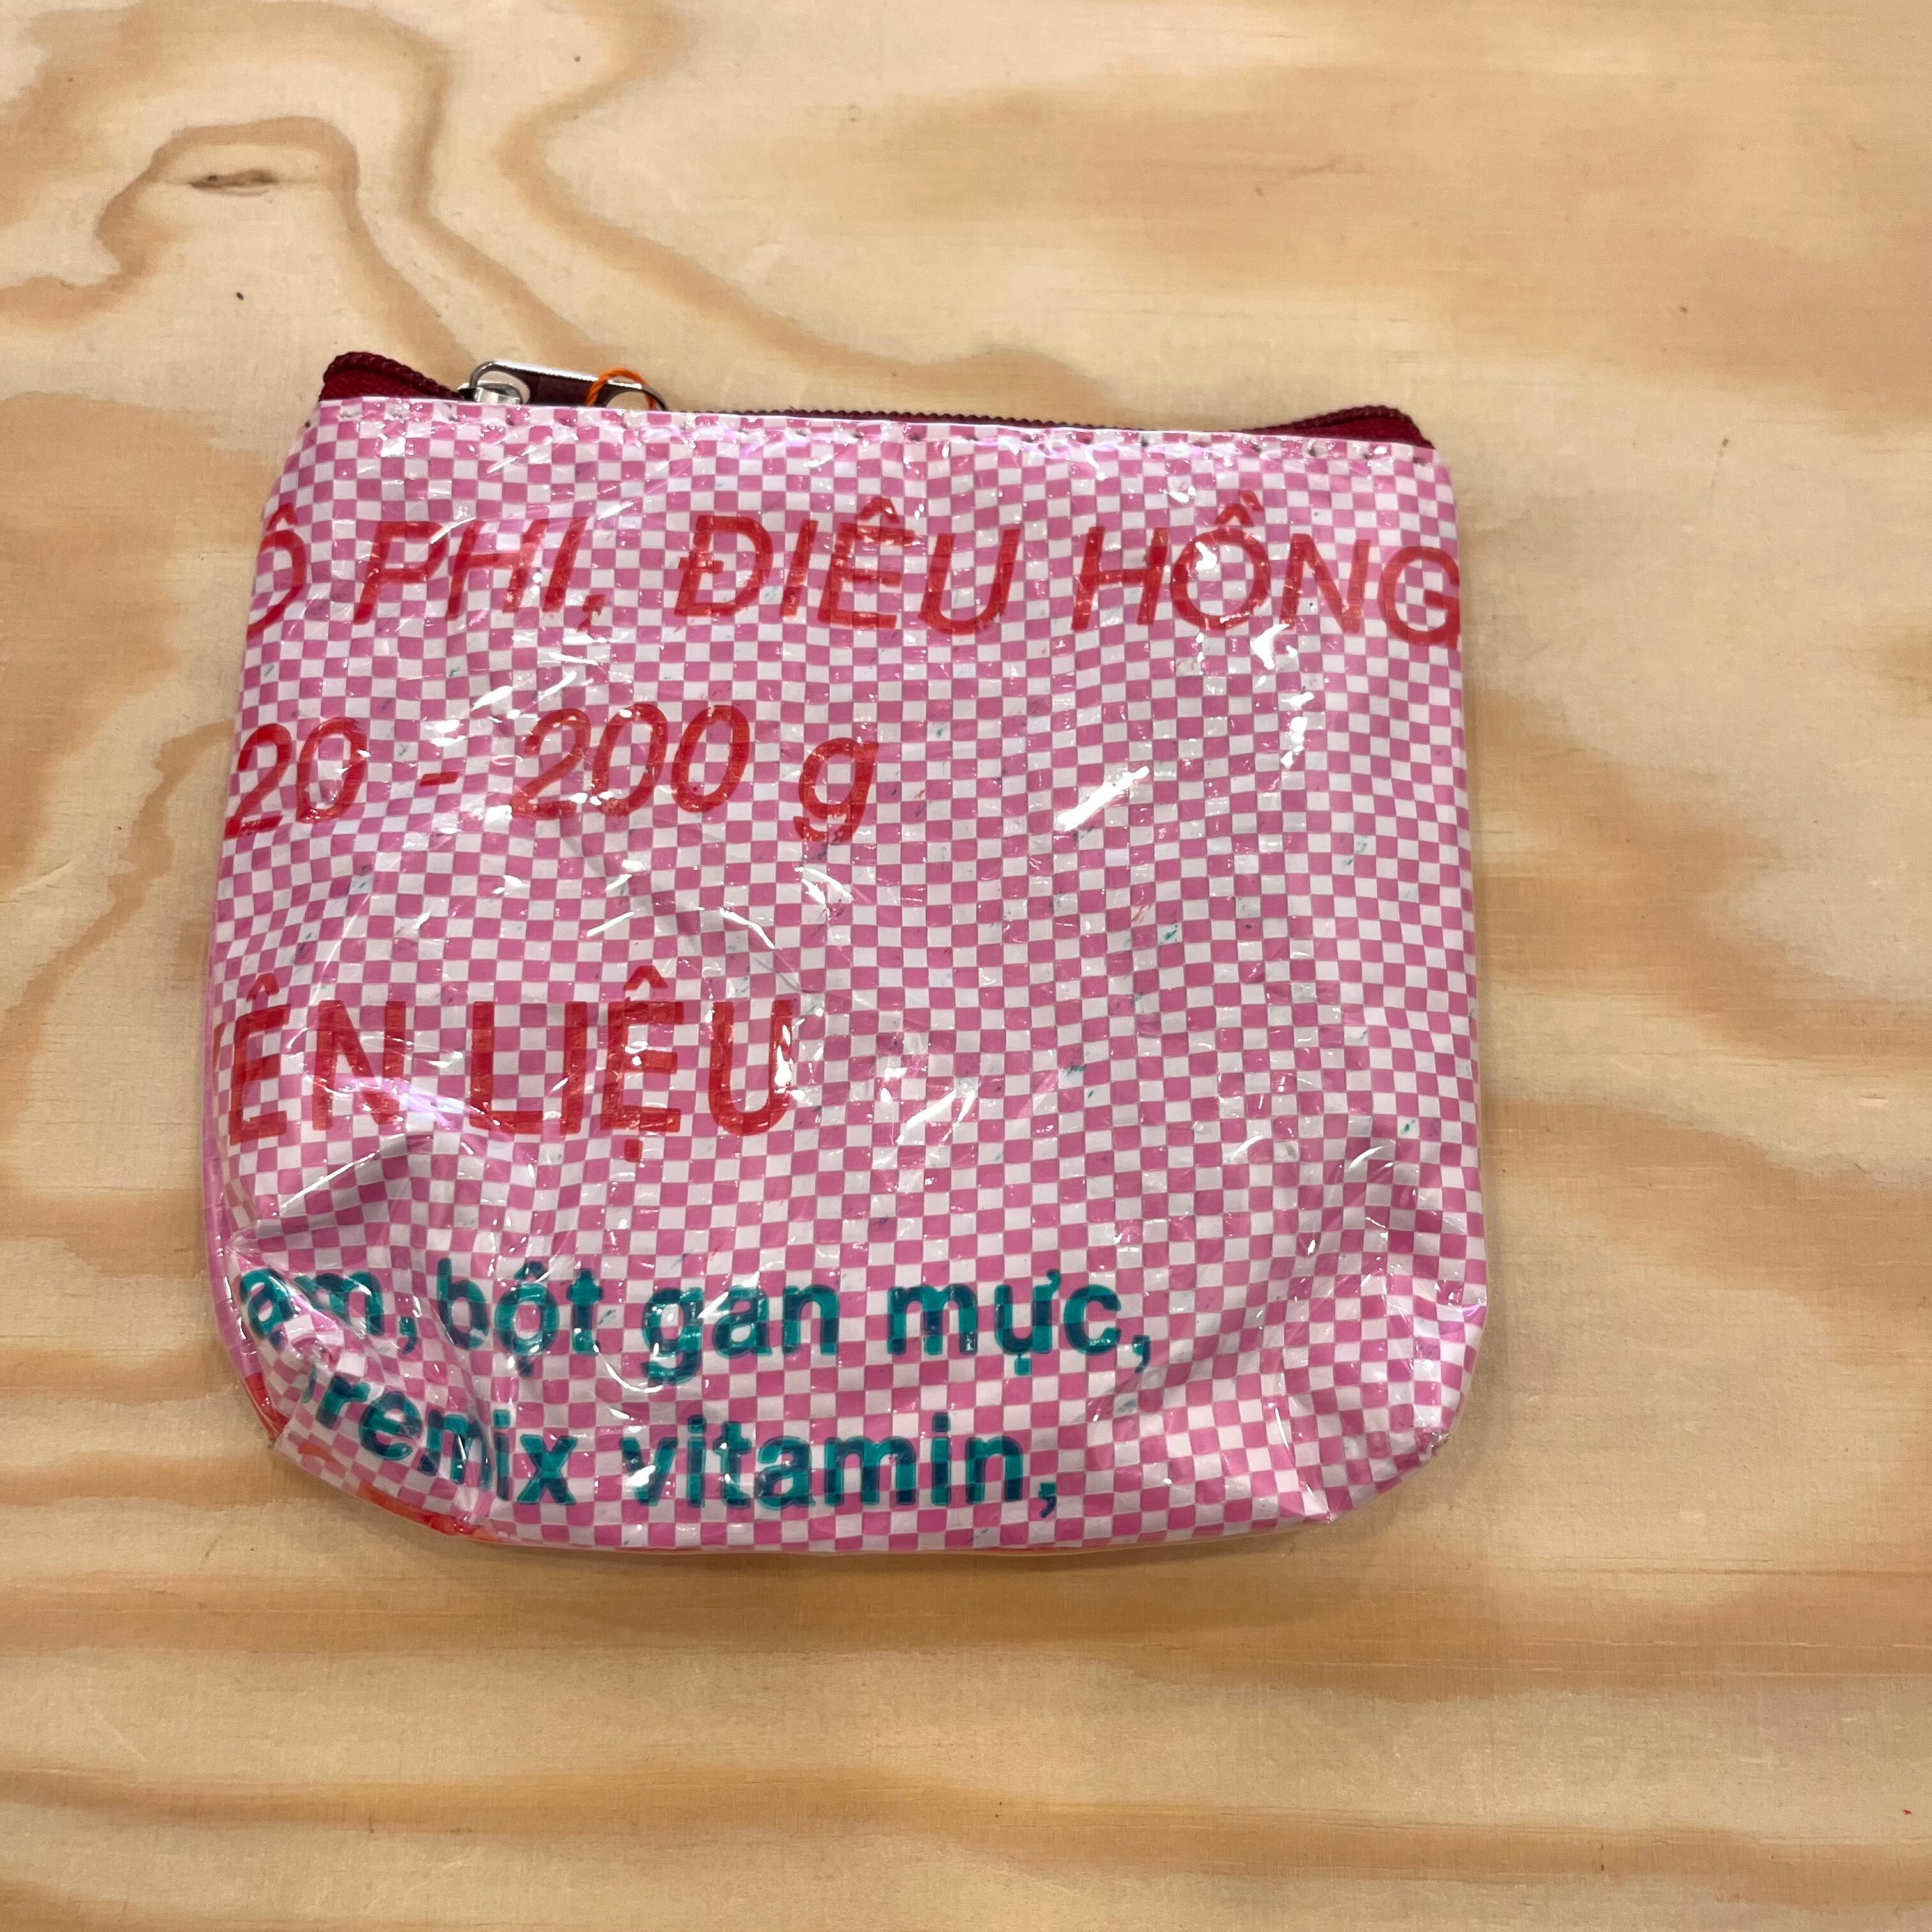 Ô PHI, ĐIÊU HỒNG
20 - 200 g
ÊN LIỆU
am, bột gan mực,
remix vitamin,